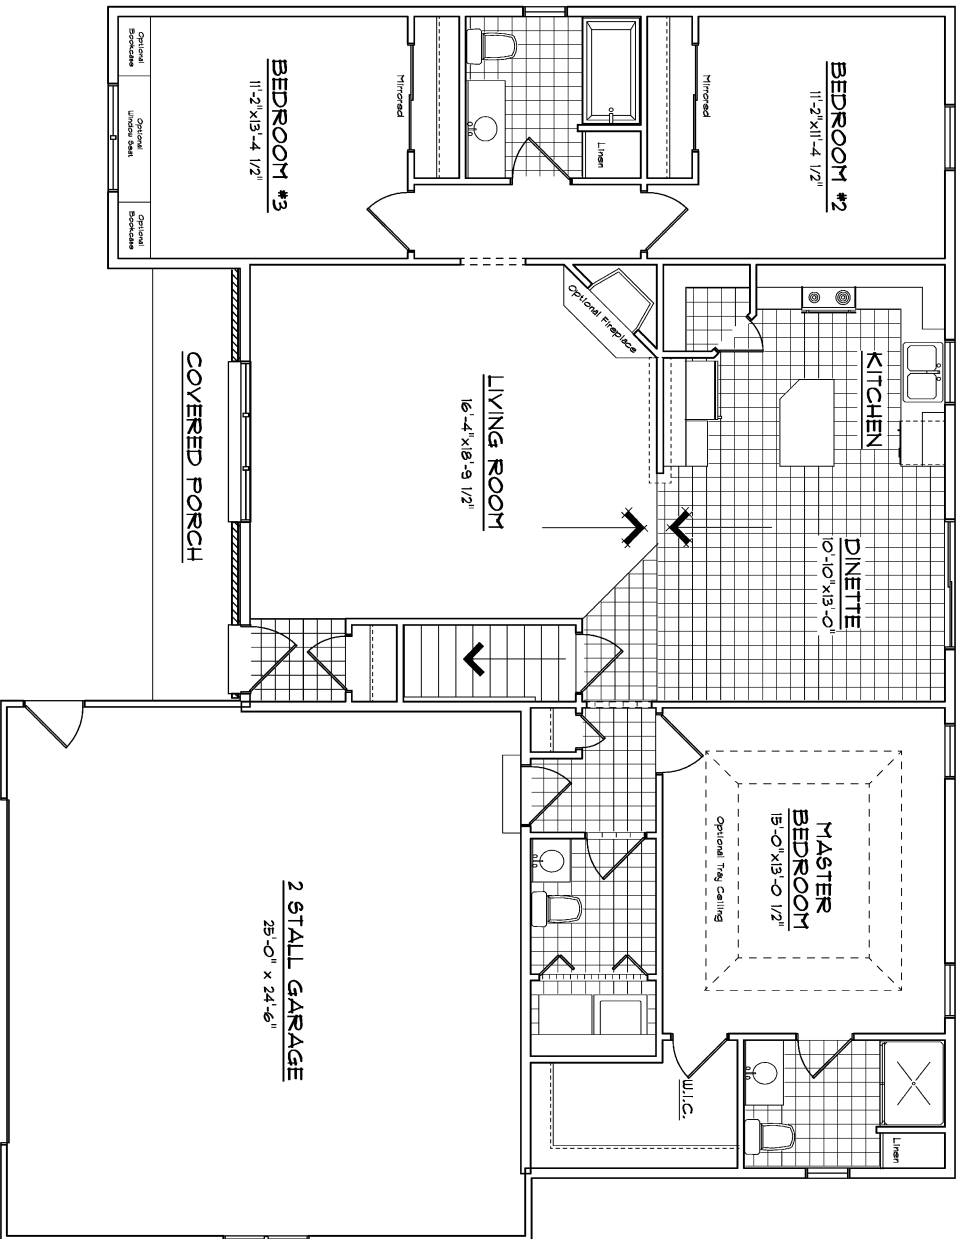 BEDROOM #2
11'-2"x11'-4 1/2"
Mirrored
KITCHEN
DINETTE
10'-10"x13'-0"
MASTER
BEDROOM
15'-0"x13'-0 1/2"
Optional Tray Ceiling
Linen
W.I.C.
Linen
Optional Fireplace
LIVING ROOM
16'-4"x18'-9 1/2"
Mirrored
BEDROOM #3
11'-2"x13'-4 1/2"
2 STALL GARAGE
25'-0" x 24'-6"
COVERED PORCH
Optional
Bookcase
Optional
Window Seat
Optional
Bookcase